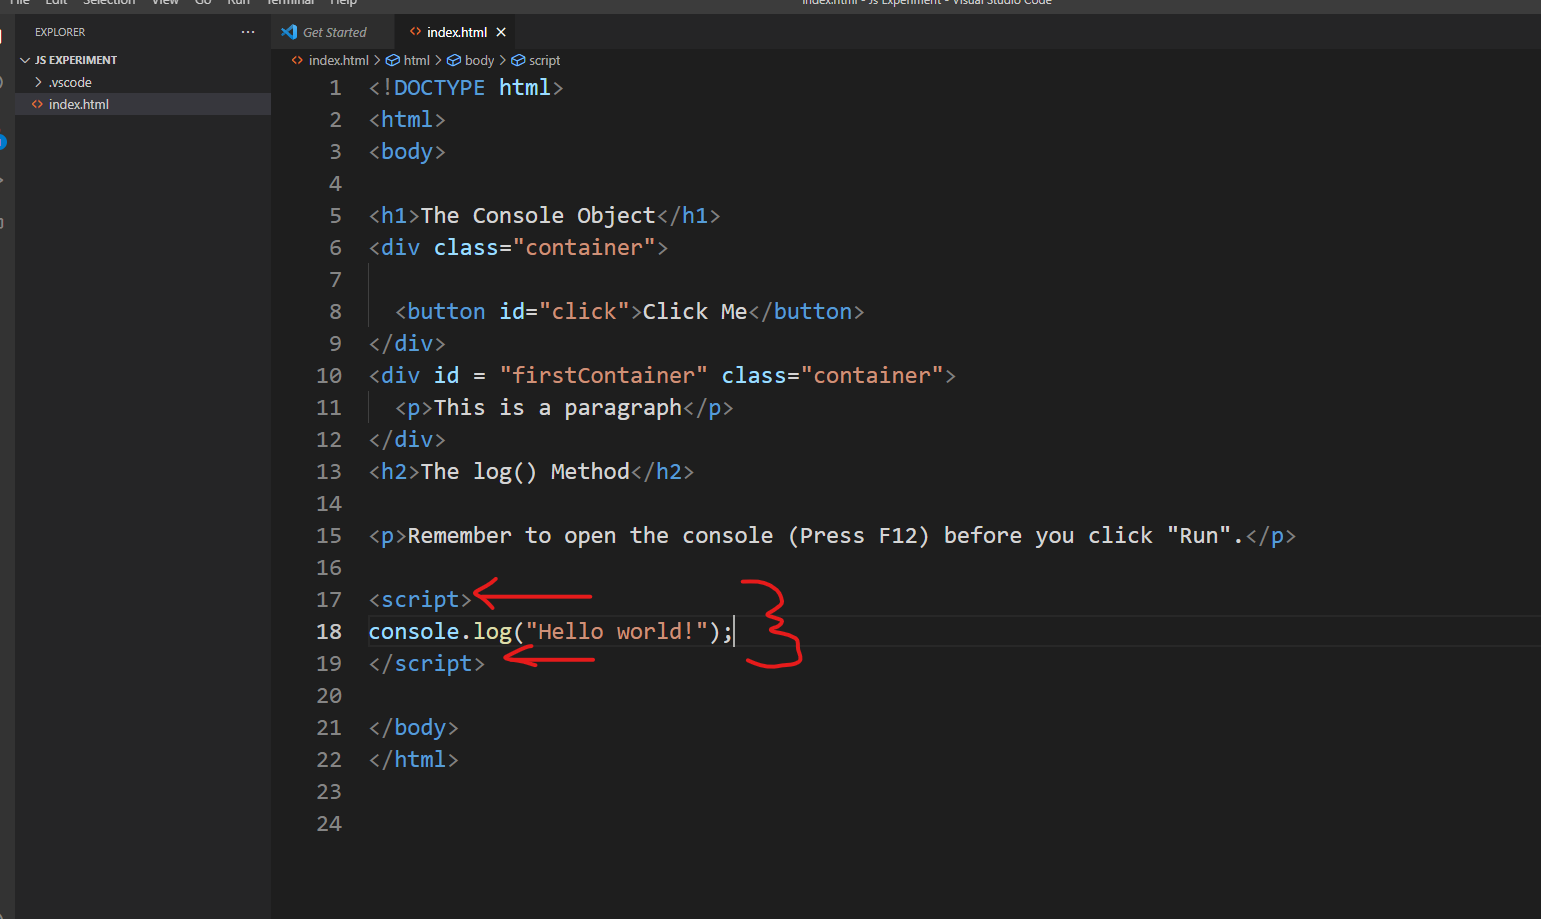 File Edit Selection View Go Run Terminal Help index.html - Js Experiment - Visual Studio Code
EXPLORER ···
JS EXPERIMENT
.vscode
index.html
Get Started index.html
index.html > html > body > script
1 <!DOCTYPE html>
2 <html>
3 <body>
4
5 <h1>The Console Object</h1>
6 <div class="container">
7
8 <button id="click">Click Me</button>
9 </div>
10 <div id = "firstContainer" class="container">
11 <p>This is a paragraph</p>
12 </div>
13 <h2>The log() Method</h2>
14
15 <p>Remember to open the console (Press F12) before you click "Run".</p>
16
17 <script>
18 console.log("Hello world!");
19 </script>
20
21 </body>
22 </html>
23
24